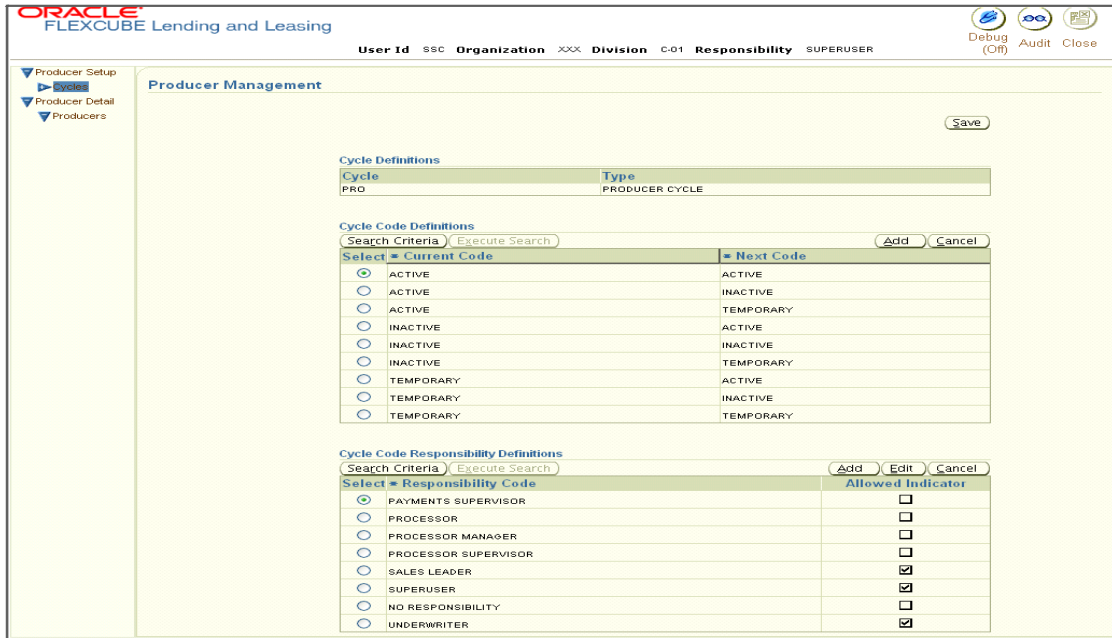 ORACLE
FLEXCUBE Lending and Leasing
Debug (Off)
Audit
Close
User Id SSC Organization XXX Division C-01 Responsibility SUPERUSER
Producer Setup
Cycles
Producer Detail
Producers
Producer Management
Save
Cycle Definitions
Cycle Type
PRO PRODUCER CYCLE
Cycle Code Definitions
Search Criteria Execute Search Add Cancel
Select * Current Code * Next Code
ACTIVE ACTIVE
ACTIVE INACTIVE
ACTIVE TEMPORARY
INACTIVE ACTIVE
INACTIVE INACTIVE
INACTIVE TEMPORARY
TEMPORARY ACTIVE
TEMPORARY INACTIVE
TEMPORARY TEMPORARY
Cycle Code Responsibility Definitions
Search Criteria Execute Search Add Edit Cancel
Select * Responsibility Code Allowed Indicator
PAYMENTS SUPERVISOR
PROCESSOR
PROCESSOR MANAGER
PROCESSOR SUPERVISOR
SALES LEADER
SUPERUSER
NO RESPONSIBILITY
UNDERWRITER